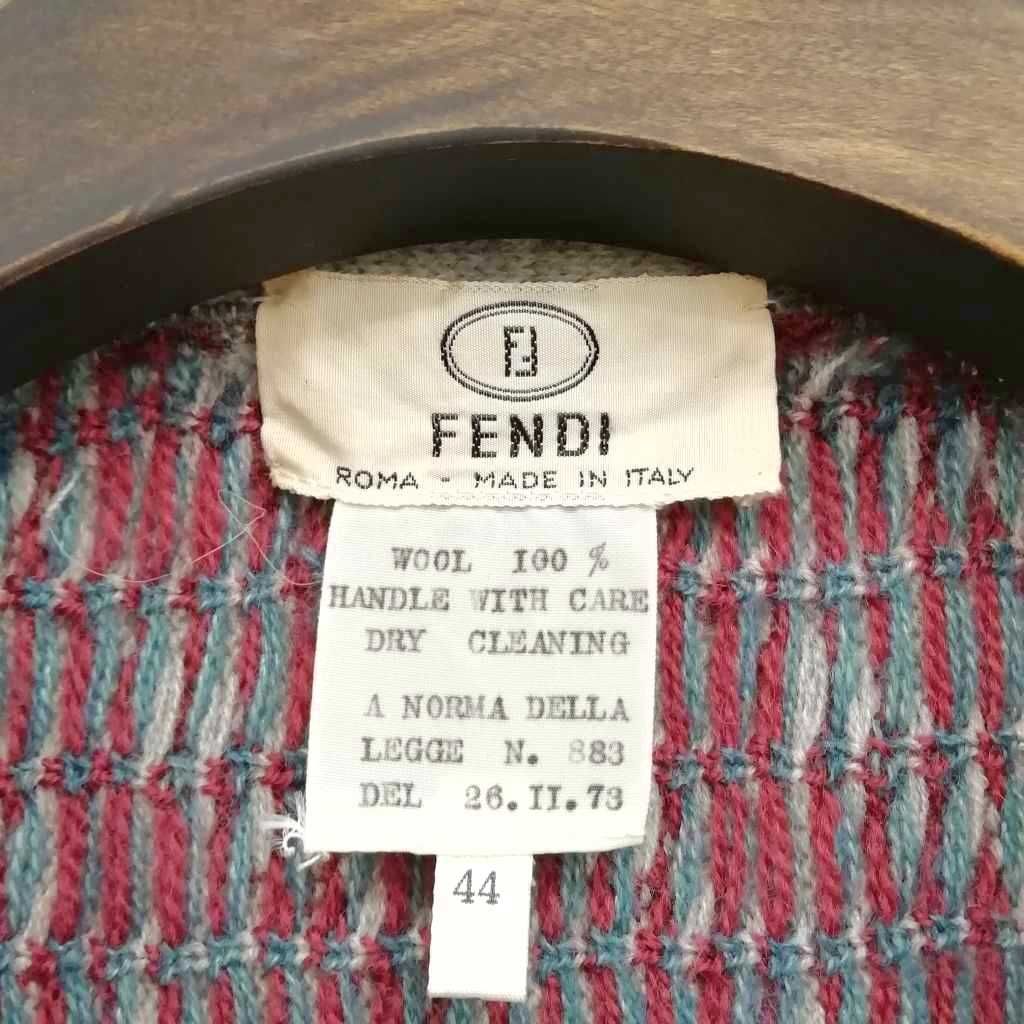 FF
FENDI
ROMA - MADE IN ITALY
WOOL 100 %
HANDLE WITH CARE
DRY CLEANING
A NORMA DELLA
LEGGE N. 883
DEL 26.II.73
44